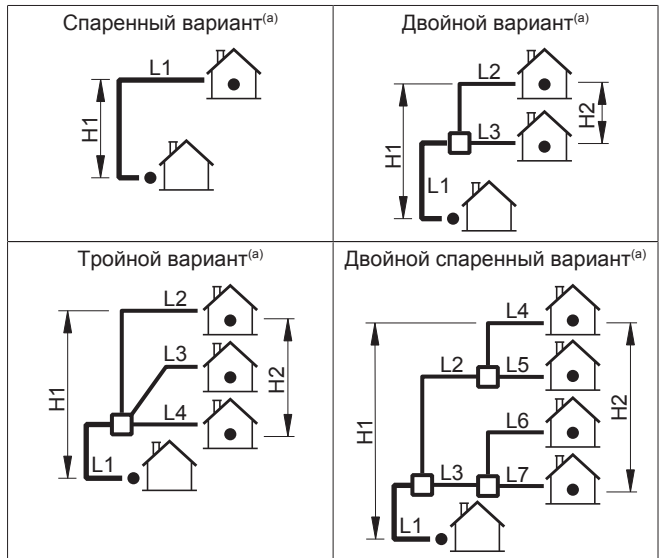 Спаренный вариант(a)
L1
H1
Двойной вариант(a)
L2
H2
L3
H1
L1
Тройной вариант(a)
L2
L3
H1
H2
L4
L1
Двойной спаренный вариант(a)
L4
L2
L5
H1
H2
L6
L3
L7
L1